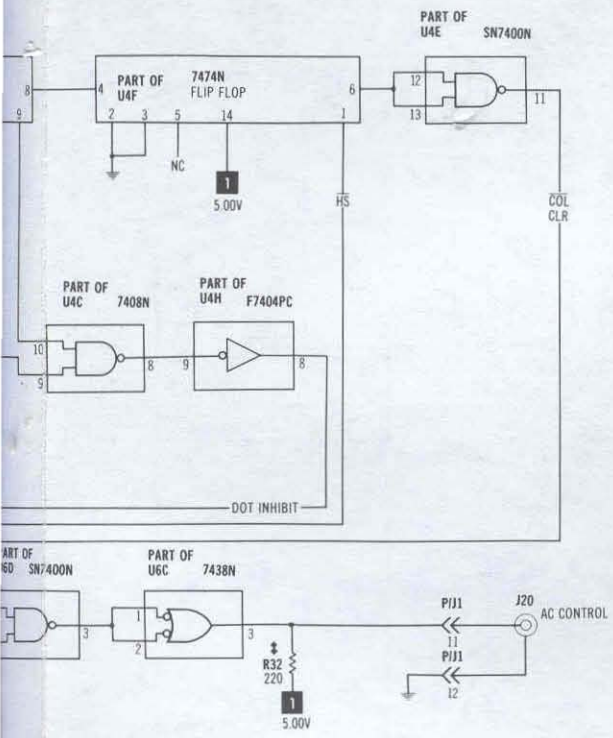 PART OF
U4E SN7400N
PART OF 7474N
U4F FLIP FLOP
8 4 6 12 11
13
9 2 3 5 14 1
NC
1
5.00V
HS
COL
CLR
PART OF
U4C 7408N
PART OF
U4H F7404PC
10
9 8 9 8
DOT INHIBIT
ART OF
6D SN7400N
PART OF
U6C 7438N
P/J1 J20
AC CONTROL
1
3 2 3 11
R32
220
P/J1
12
1
5.00V